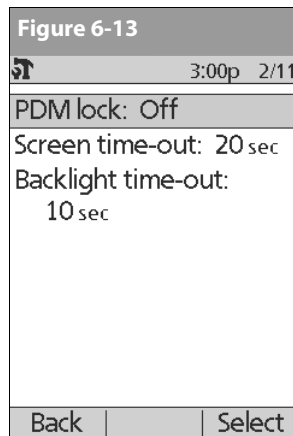 Figure 6-13
3:00p 2/11
PDM lock: Off
Screen time-out: 20 sec
Backlight time-out:
10 sec
Back Select